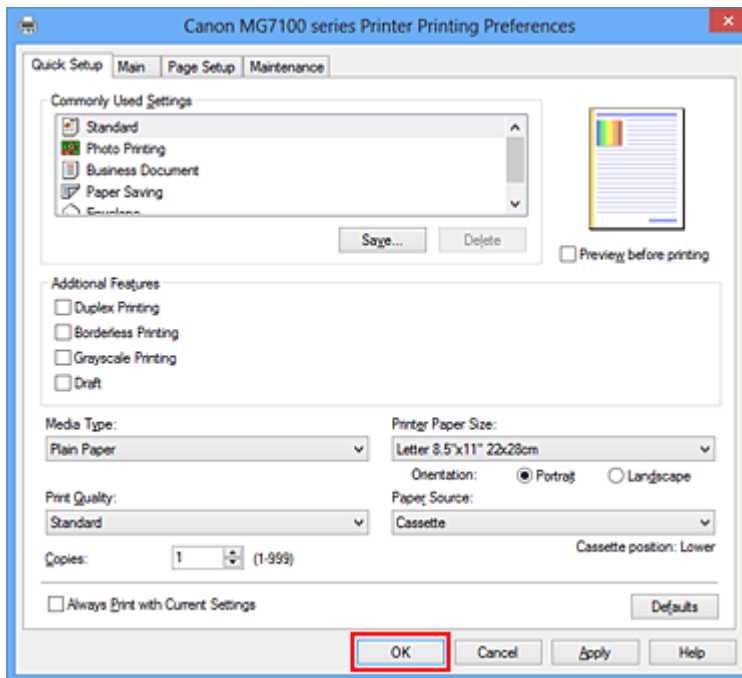 Canon MG7100 series Printer Printing Preferences
Quick Setup Main Page Setup Maintenance
Commonly Used Settings
Standard
Photo Printing
Business Document
Paper Saving
Envelope
Save... Delete
Preview before printing
Additional Features
Duplex Printing
Borderless Printing
Grayscale Printing
Draft
Media Type: Printer Paper Size:
Plain Paper Letter 8.5"x11" 22x28cm
Orientation: Portrait Landscape
Print Quality: Paper Source:
Standard Cassette
Cassette position: Lower
Copies: 1 (1-999)
Always Print with Current Settings Defaults
OK Cancel Apply Help